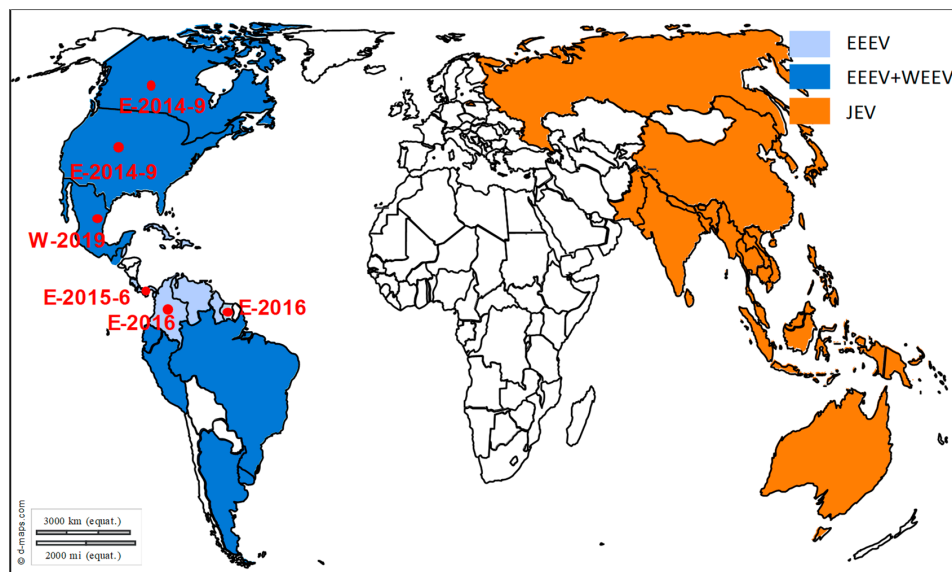 EEEV
EEEV+WEEV
JEV
E-2014-9
E-2014-9
W-2019
E-2015-6
E-2016
E-2016
3000 km (equat.)
2000 mi (equat.)
© d-maps.com